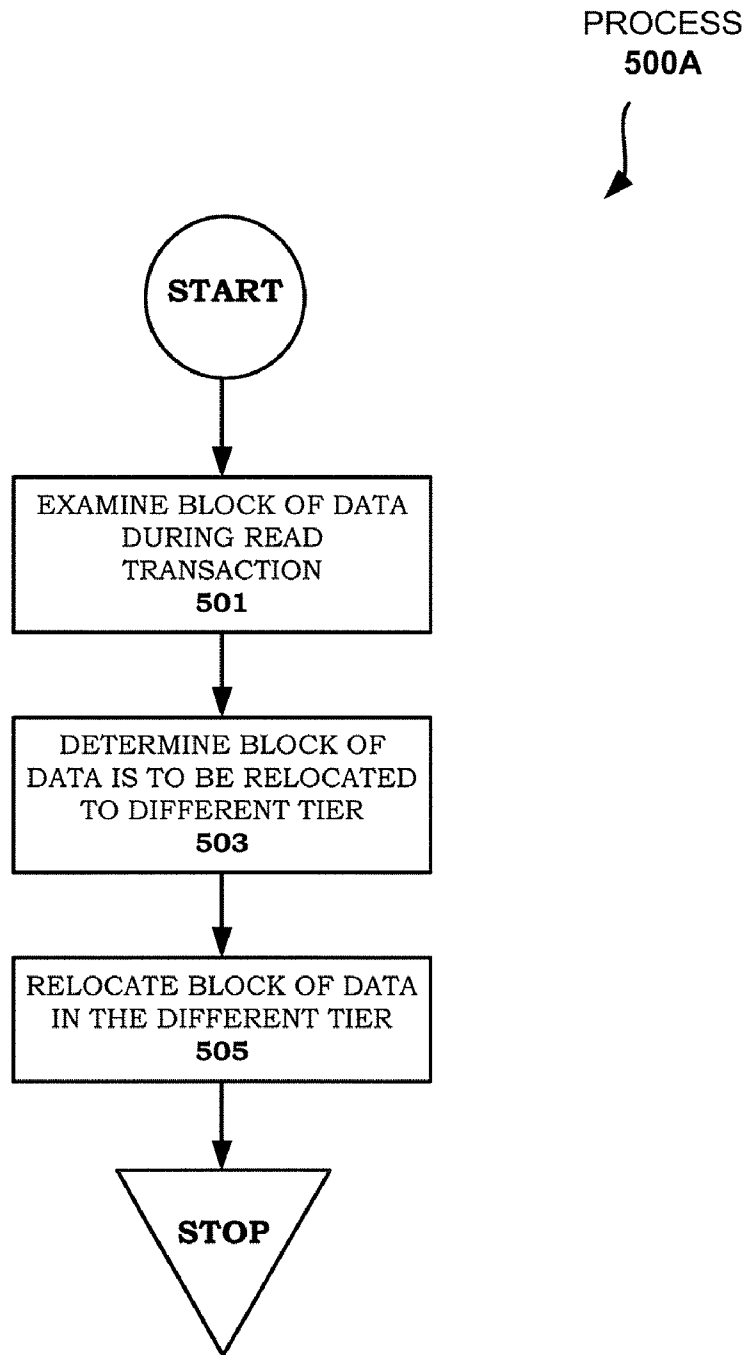 PROCESS
500A
START
EXAMINE BLOCK OF DATA
DURING READ
TRANSACTION
501
DETERMINE BLOCK OF
DATA IS TO BE RELOCATED
TO DIFFERENT TIER
503
RELOCATE BLOCK OF DATA
IN THE DIFFERENT TIER
505
STOP